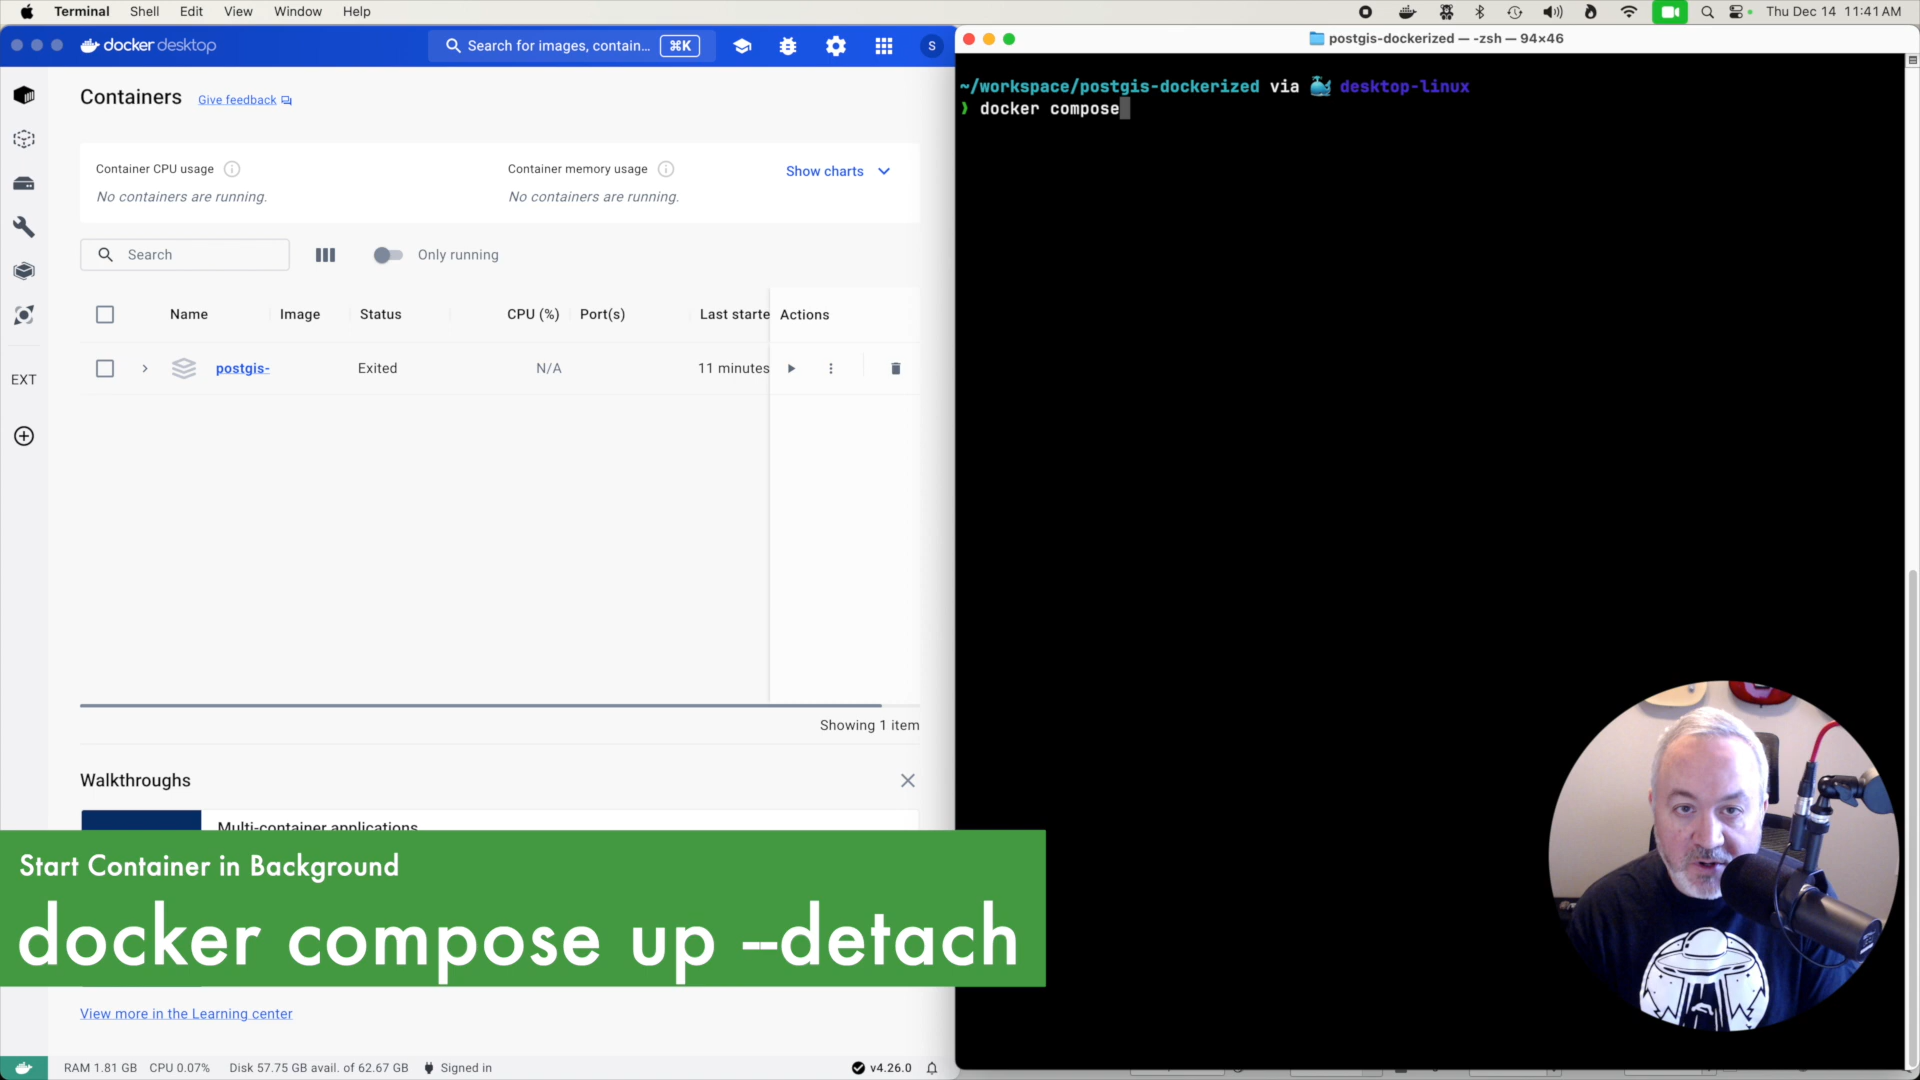 Terminal Shell Edit View Window Help
Thu Dec 14 11:41 AM
docker desktop
Search for images, contain... ⌘K
S
postgis-dockerized — -zsh — 94×46
Containers Give feedback
~/workspace/postgis-dockerized via desktop-linux
❯ docker compose
Container CPU usage
No containers are running.
Container memory usage
No containers are running.
Show charts
Search
Only running
Name Image Status CPU (%) Port(s) Last starte Actions
postgis- Exited N/A 11 minutes
EXT
Showing 1 item
Walkthroughs
Multi-container applications
Start Container in Background
docker compose up --detach
View more in the Learning center
RAM 1.81 GB CPU 0.07% Disk 57.75 GB avail. of 62.67 GB Signed in
v4.26.0